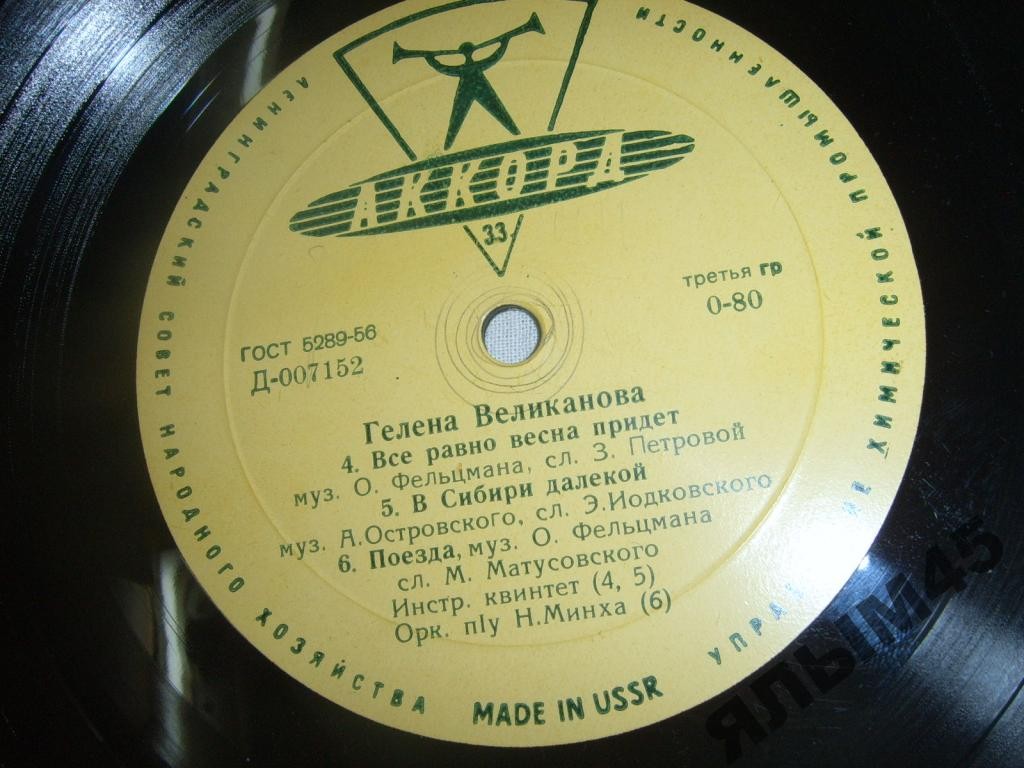 ЛЕНИНГРАДСКИЙ СОВЕТ НАРОДНОГО ХОЗЯЙСТВА
ХИМИЧЕСКОЙ ПРОМЫШЛЕННОСТИ
АККОРД
33
третья гр
0-80
ГОСТ 5289-56
Д-007152
Гелена Великанова
4. Все равно весна придет
муз. О. Фельцмана, сл. З. Петровой
5. В Сибири далекой
муз. А.Островского, сл. Э.Иодковского
6. Поезда, муз. О. Фельцмана
сл. М. Матусовского
Инстр. квинтет (4, 5)
Орк. п/у Н.Минха (6)
MADE IN USSR
ЯЛЫМ45